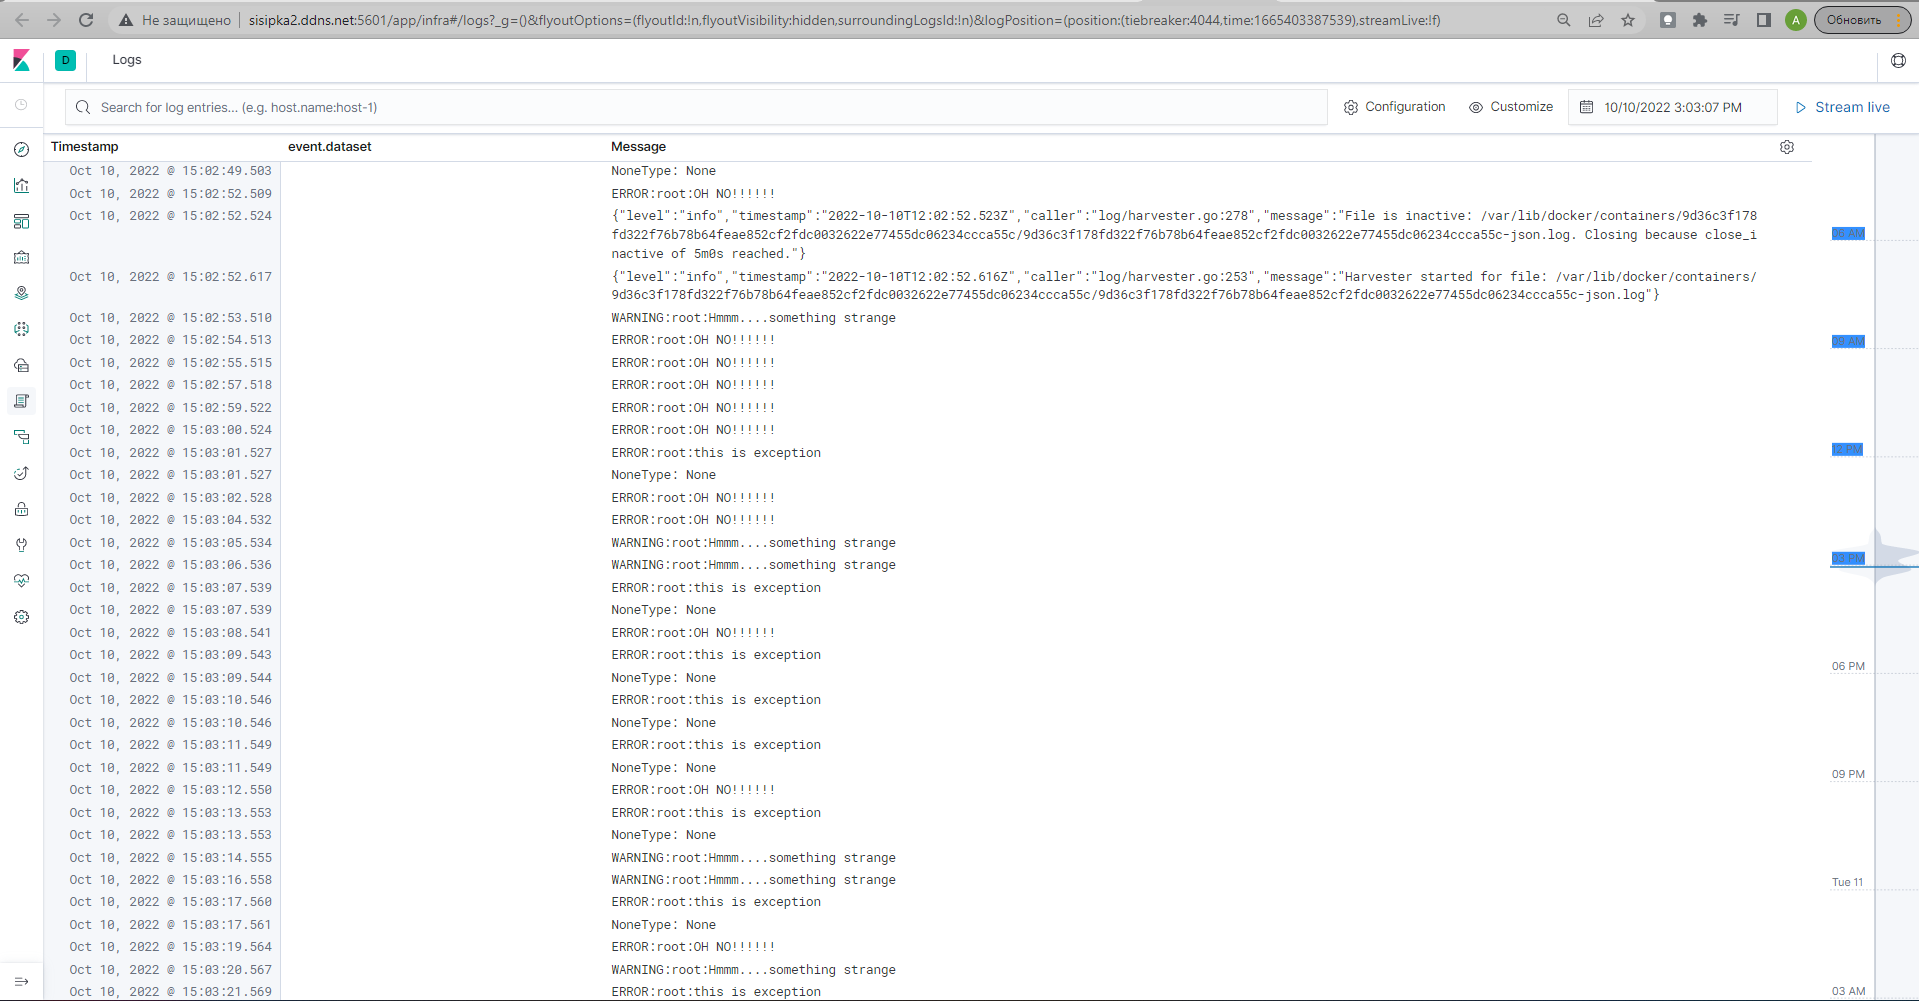 Не защищено
sisipka2.ddns.net:5601/app/infra#/logs?_g=()&flyoutOptions=(flyoutId:!n,flyoutVisibility:hidden,surroundingLogsId:!n)&logPosition=(position:(tiebreaker:4044,time:1665403387539),streamLive:!f)
A
Обновить
D
Logs
Search for log entries... (e.g. host.name:host-1)
Configuration
Customize
10/10/2022 3:03:07 PM
Stream live
Timestamp event.dataset Message
Oct 10, 2022 @ 15:02:49.503 NoneType: None
Oct 10, 2022 @ 15:02:52.509 ERROR:root:OH NO!!!!!!
Oct 10, 2022 @ 15:02:52.524 {"level":"info","timestamp":"2022-10-10T12:02:52.523Z","caller":"log/harvester.go:278","message":"File is inactive: /var/lib/docker/containers/9d36c3f178
fd322f76b78b64feae852cf2fdc0032622e77455dc06234ccca55c/9d36c3f178fd322f76b78b64feae852cf2fdc0032622e77455dc06234ccca55c-json.log. Closing because close_i
nactive of 5m0s reached."}
Oct 10, 2022 @ 15:02:52.617 {"level":"info","timestamp":"2022-10-10T12:02:52.616Z","caller":"log/harvester.go:253","message":"Harvester started for file: /var/lib/docker/containers/
9d36c3f178fd322f76b78b64feae852cf2fdc0032622e77455dc06234ccca55c/9d36c3f178fd322f76b78b64feae852cf2fdc0032622e77455dc06234ccca55c-json.log"}
Oct 10, 2022 @ 15:02:53.510 WARNING:root:Hmmm....something strange
Oct 10, 2022 @ 15:02:54.513 ERROR:root:OH NO!!!!!!
Oct 10, 2022 @ 15:02:55.515 ERROR:root:OH NO!!!!!!
Oct 10, 2022 @ 15:02:57.518 ERROR:root:OH NO!!!!!!
Oct 10, 2022 @ 15:02:59.522 ERROR:root:OH NO!!!!!!
Oct 10, 2022 @ 15:03:00.524 ERROR:root:OH NO!!!!!!
Oct 10, 2022 @ 15:03:01.527 ERROR:root:this is exception
Oct 10, 2022 @ 15:03:01.527 NoneType: None
Oct 10, 2022 @ 15:03:02.528 ERROR:root:OH NO!!!!!!
Oct 10, 2022 @ 15:03:04.532 ERROR:root:OH NO!!!!!!
Oct 10, 2022 @ 15:03:05.534 WARNING:root:Hmmm....something strange
Oct 10, 2022 @ 15:03:06.536 WARNING:root:Hmmm....something strange
Oct 10, 2022 @ 15:03:07.539 ERROR:root:this is exception
Oct 10, 2022 @ 15:03:07.539 NoneType: None
Oct 10, 2022 @ 15:03:08.541 ERROR:root:OH NO!!!!!!
Oct 10, 2022 @ 15:03:09.543 ERROR:root:this is exception
Oct 10, 2022 @ 15:03:09.544 NoneType: None
Oct 10, 2022 @ 15:03:10.546 ERROR:root:this is exception
Oct 10, 2022 @ 15:03:10.546 NoneType: None
Oct 10, 2022 @ 15:03:11.549 ERROR:root:this is exception
Oct 10, 2022 @ 15:03:11.549 NoneType: None
Oct 10, 2022 @ 15:03:12.550 ERROR:root:OH NO!!!!!!
Oct 10, 2022 @ 15:03:13.553 ERROR:root:this is exception
Oct 10, 2022 @ 15:03:13.553 NoneType: None
Oct 10, 2022 @ 15:03:14.555 WARNING:root:Hmmm....something strange
Oct 10, 2022 @ 15:03:16.558 WARNING:root:Hmmm....something strange
Oct 10, 2022 @ 15:03:17.560 ERROR:root:this is exception
Oct 10, 2022 @ 15:03:17.561 NoneType: None
Oct 10, 2022 @ 15:03:19.564 ERROR:root:OH NO!!!!!!
Oct 10, 2022 @ 15:03:20.567 WARNING:root:Hmmm....something strange
Oct 10, 2022 @ 15:03:21.569 ERROR:root:this is exception
06 AM
09 AM
12 PM
03 PM
06 PM
09 PM
Tue 11
03 AM